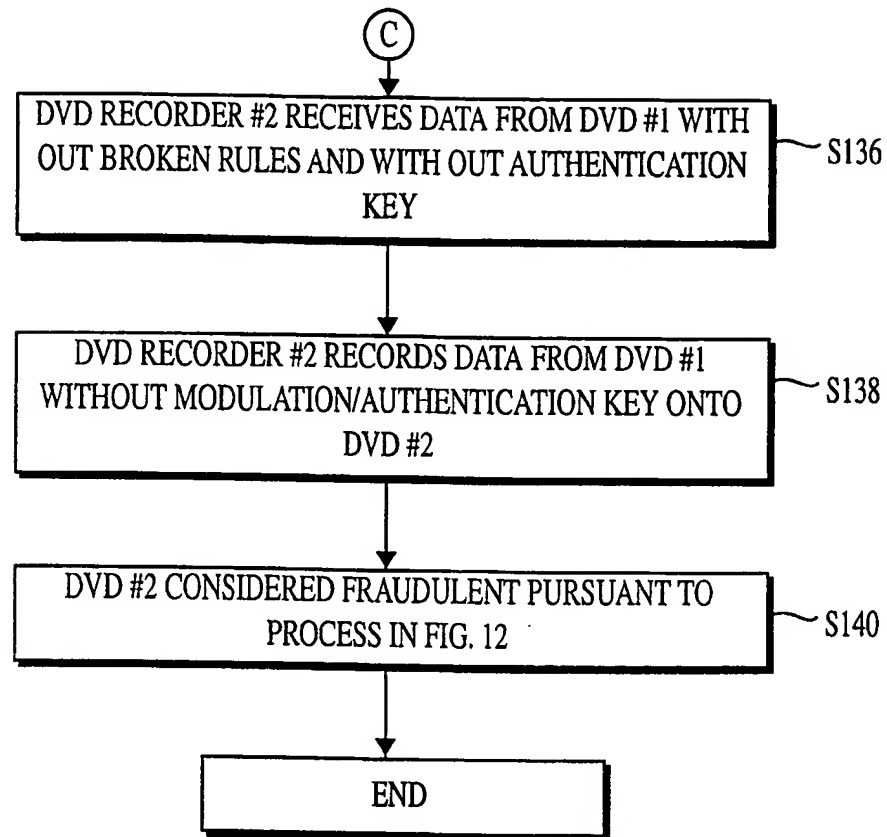 C
DVD RECORDER #2 RECEIVES DATA FROM DVD #1 WITH
OUT BROKEN RULES AND WITH OUT AUTHENTICATION
KEY
S136
DVD RECORDER #2 RECORDS DATA FROM DVD #1
WITHOUT MODULATION/AUTHENTICATION KEY ONTO
DVD #2
S138
DVD #2 CONSIDERED FRAUDULENT PURSUANT TO
PROCESS IN FIG. 12
S140
END